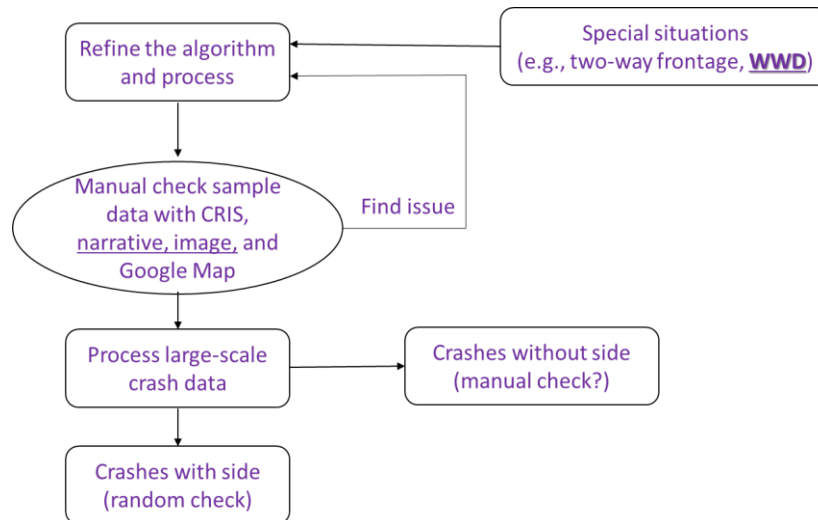 Refine the algorithm
and process
Special situations
(e.g., two-way frontage, WWD)
Manual check sample
data with CRIS,
narrative, image, and
Google Map
Find issue
Process large-scale
crash data
Crashes without side
(manual check?)
Crashes with side
(random check)